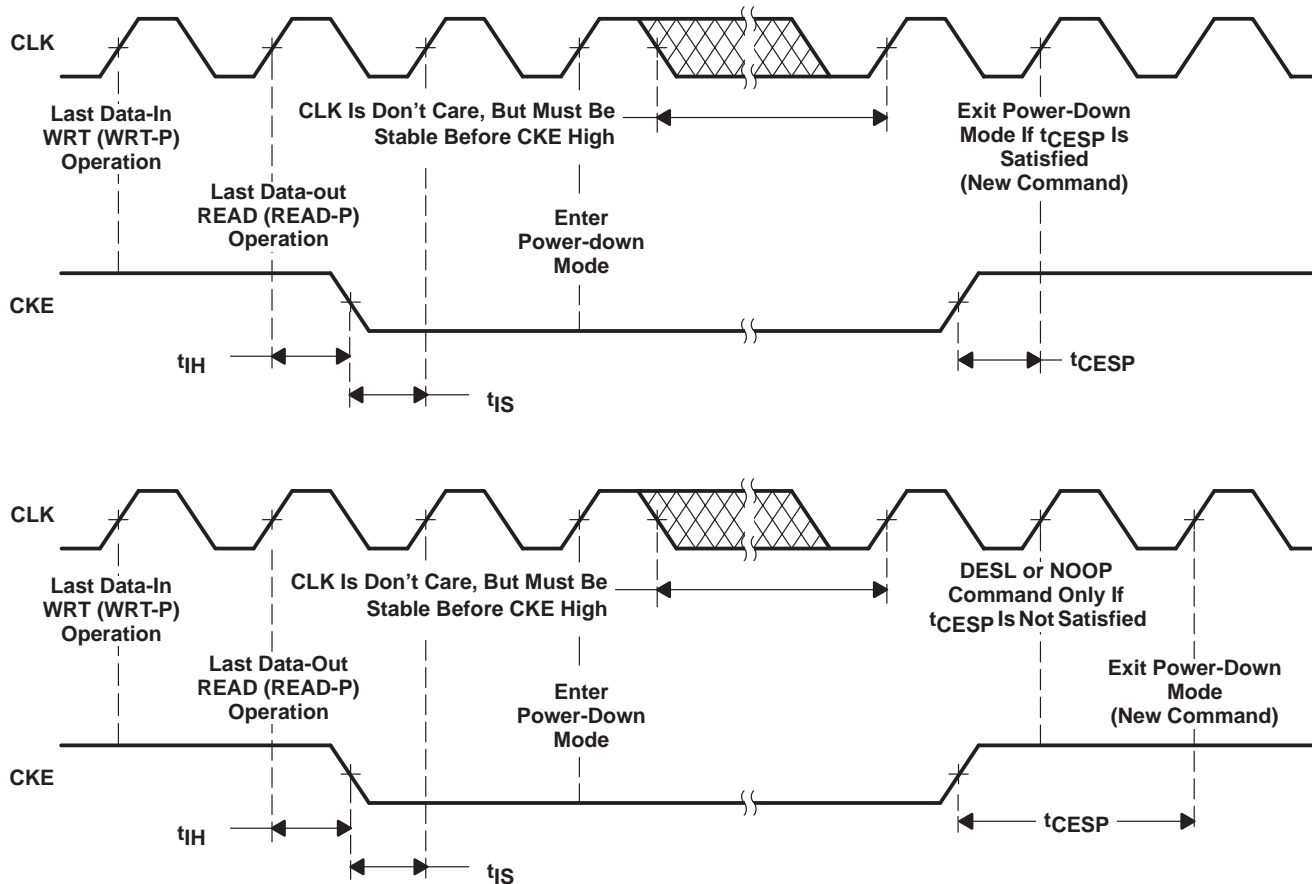 CLK
Last Data-In
WRT (WRT-P)
Operation
CLK Is Don't Care, But Must Be
Stable Before CKE High
Exit Power-Down
Mode If tCESP Is
Satisfied
(New Command)
Last Data-out
READ (READ-P)
Operation
Enter
Power-down
Mode
CKE
tIH
tCESP
tIS
CLK
Last Data-In
WRT (WRT-P)
Operation
CLK Is Don't Care, But Must Be
Stable Before CKE High
DESL or NOOP
Command Only If
tCESP Is Not Satisfied
Last Data-Out
READ (READ-P)
Operation
Enter
Power-Down
Mode
Exit Power-Down
Mode
(New Command)
CKE
tIH
tCESP
tIS